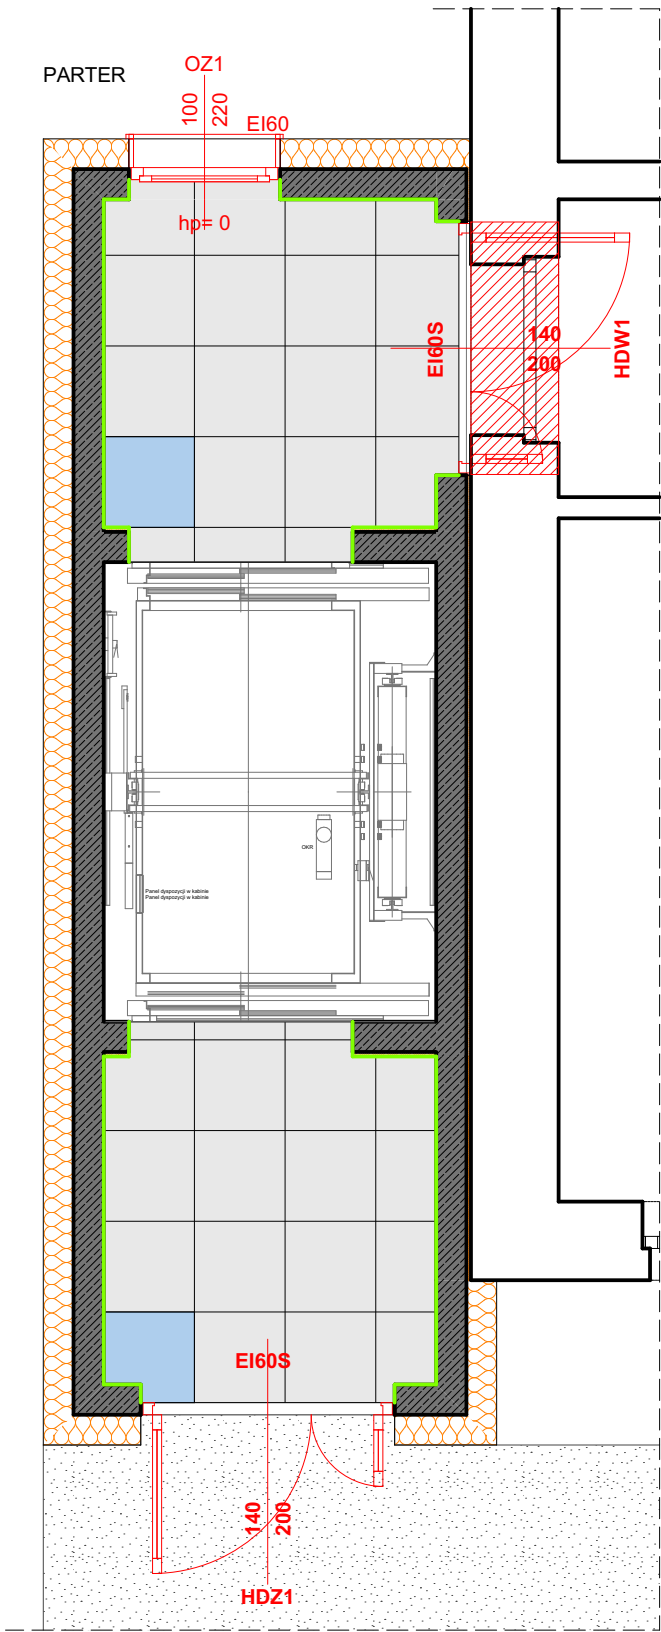 PARTER
OZ1
100
220
EI60
hp= 0
EI60S
140
200
HDW1
OKR.
Panel dyspozycji w kabinie
Panel dyspozycji w kabinie
EI60S
140
200
HDZ1